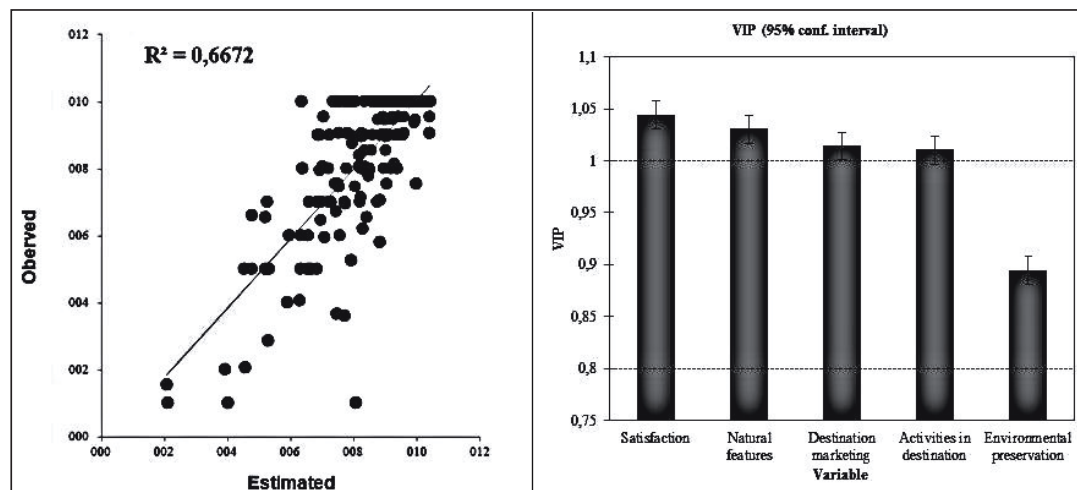 R² = 0,6672
012
010
008
006
004
002
000
Oberved
000 002 004 006 008 010 012
Estimated
VIP (95% conf. interval)
1,1
1,05
1
0,95
0,9
0,85
0,8
0,75
VIP
Satisfaction Natural Destination Activities in Environmental
features marketing destination preservation
Variable